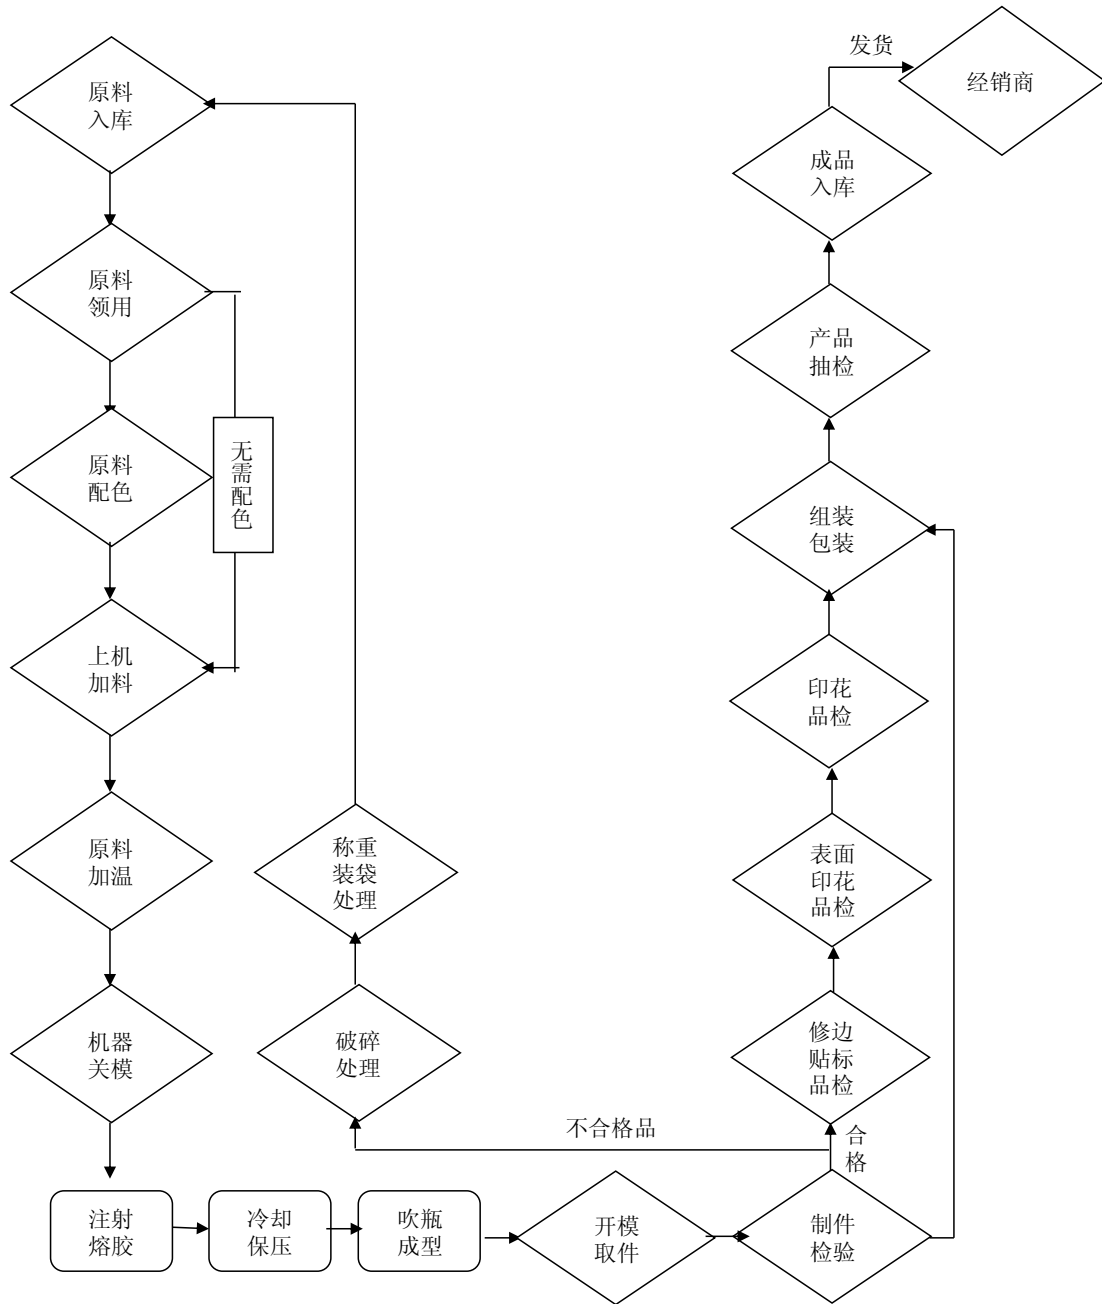 原料
入库
原料
领用
原料
配色
无
需
配
色
上机
加料
原料
加温
机器
关模
注射
熔胶
冷却
保压
吹瓶
成型
开模
取件
制件
检验
不合格品
破碎
处理
称重
装袋
处理
合
格
修边
贴标
品检
表面
印花
品检
印花
品检
组装
包装
产品
抽检
成品
入库
发货
经销商